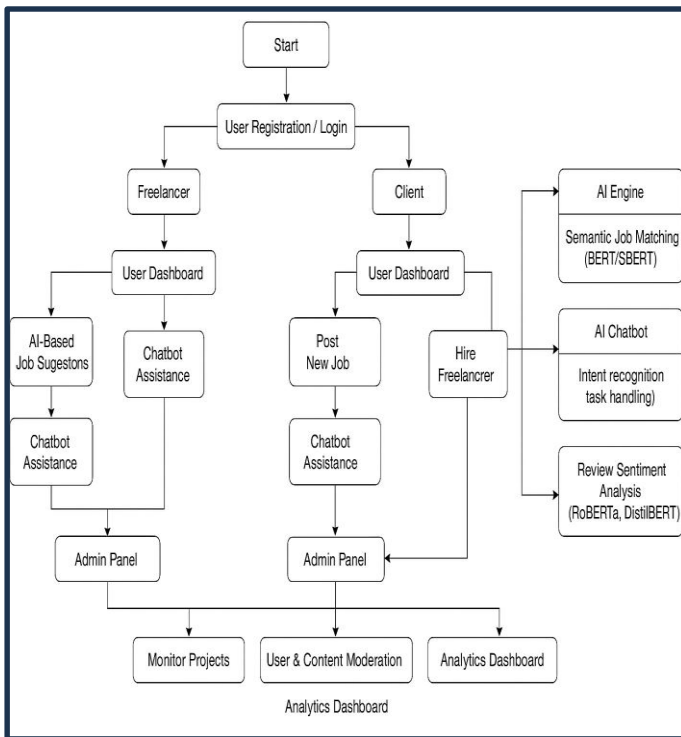 Start
User Registration / Login
Freelancer
Client
AI Engine
Semantic Job Matching
(BERT/SBERT)
User Dashboard
User Dashboard
AI-Based
Job Sugestons
Chatbot
Assistance
Post
New Job
Hire
Freelancrer
AI Chatbot
Intent recognition
task handling)
Chatbot
Assistance
Chatbot
Assistance
Review Sentiment
Analysis
(RoBERTa, DistilBERT)
Admin Panel
Admin Panel
Monitor Projects
User & Content Moderation
Analytics Dashboard
Analytics Dashboard